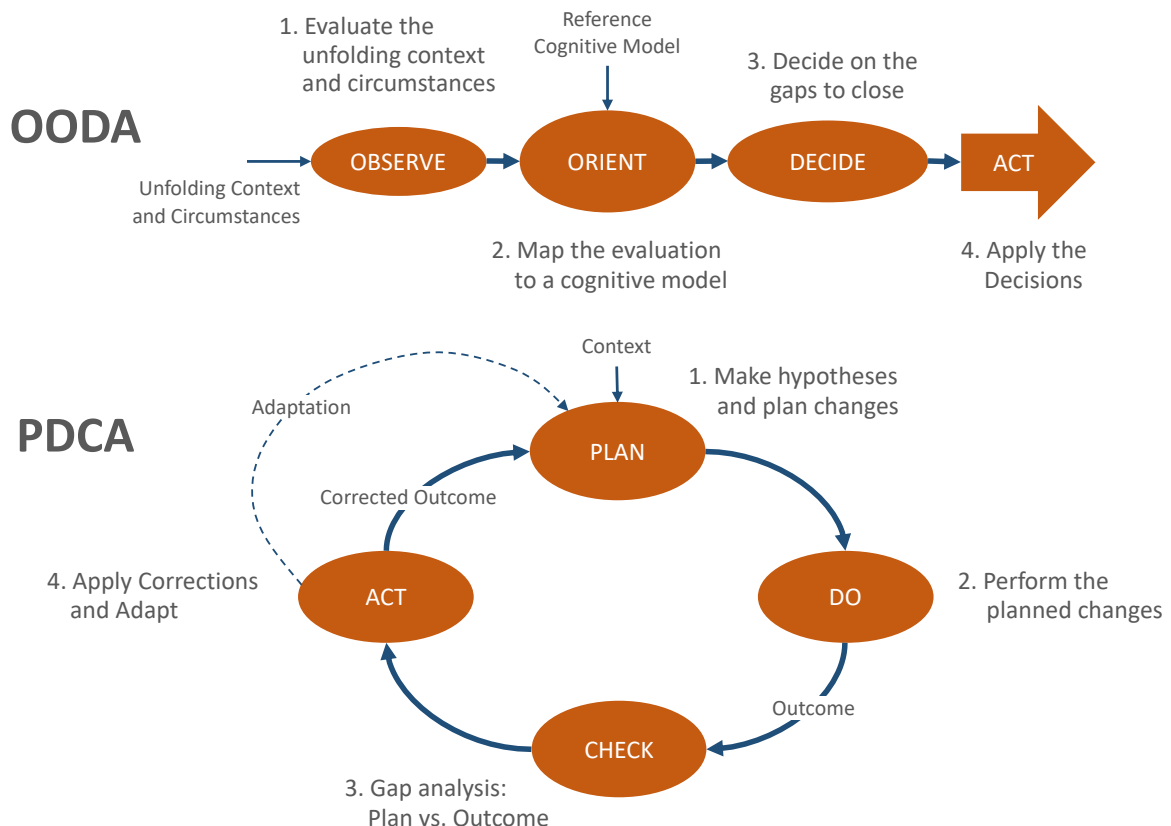 1. Evaluate the
unfolding context
and circumstances
Reference
Cognitive Model
3. Decide on the
gaps to close
OODA
OBSERVE
ORIENT
DECIDE
ACT
Unfolding Context
and Circumstances
2. Map the evaluation
to a cognitive model
4. Apply the
Decisions
Context
1. Make hypotheses
and plan changes
Adaptation
PDCA
PLAN
Corrected Outcome
4. Apply Corrections
and Adapt
ACT
DO
2. Perform the
planned changes
Outcome
CHECK
3. Gap analysis:
Plan vs. Outcome